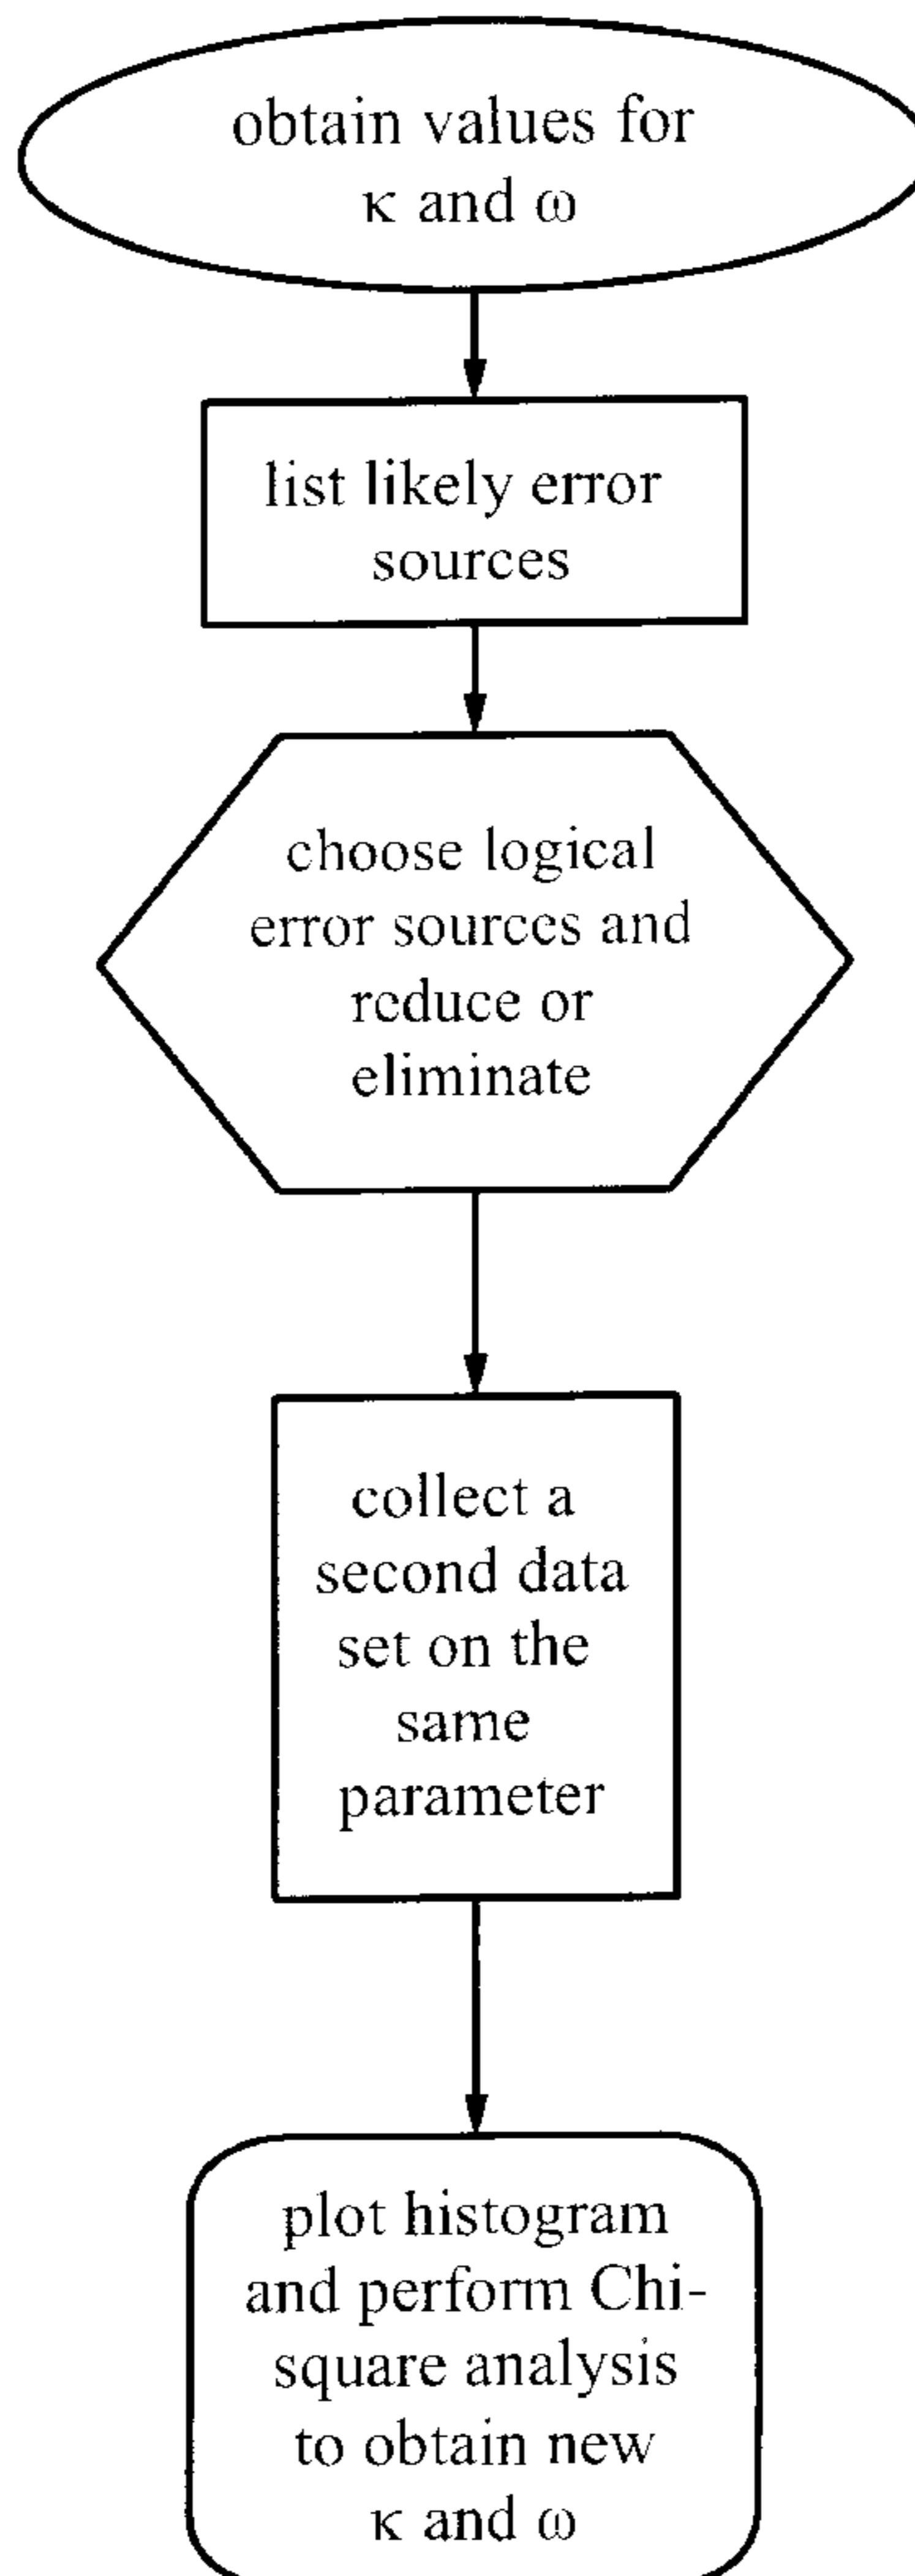 obtain values for
κ and ω
list likely error
sources
choose logical
error sources and
reduce or
eliminate
collect a
second data
set on the
same
parameter
plot histogram
and perform Chi-
square analysis
to obtain new
κ and ω